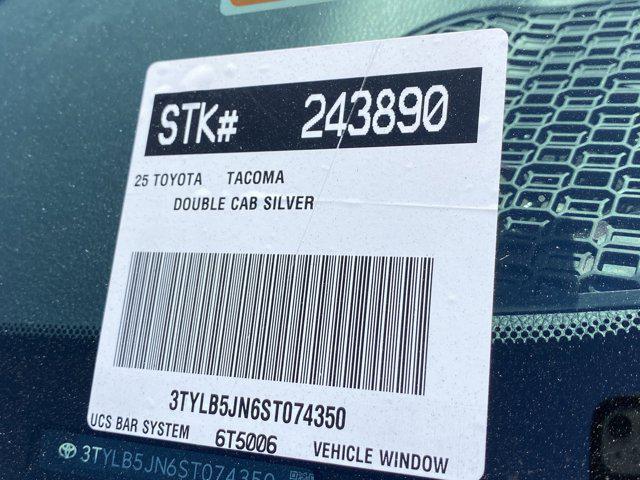 STK# 243890
25 TOYOTA TACOMA
DOUBLE CAB SILVER
3TYLB5JN6ST074350
UCS BAR SYSTEM 6T5006 VEHICLE WINDOW
3TYLB5JN6ST074350